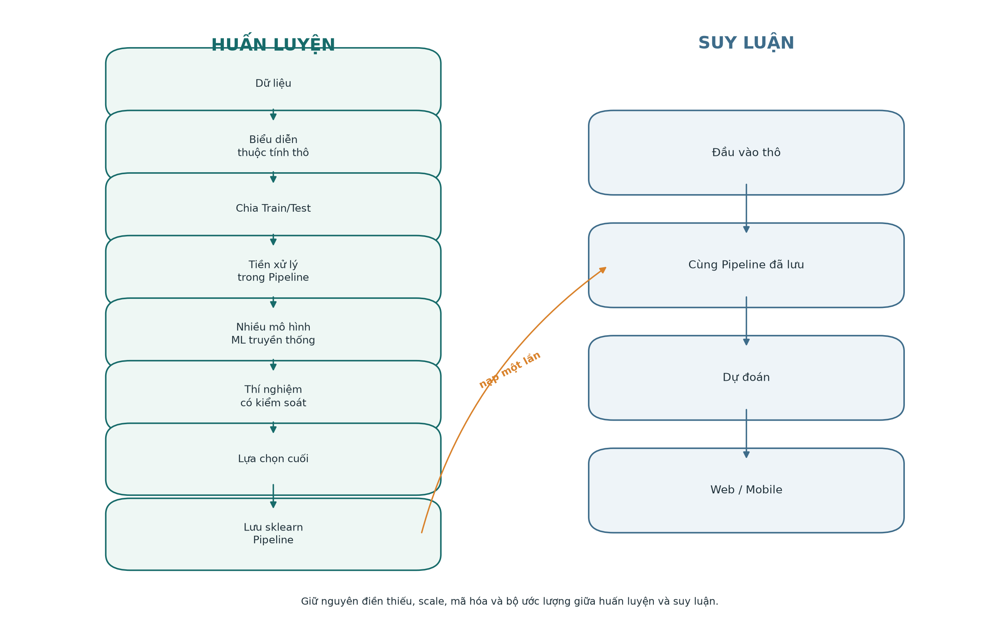 HUẤN LUYỆN
Dữ liệu
Biểu diễn
thuộc tính thô
Chia Train/Test
Tiền xử lý
trong Pipeline
Nhiều mô hình
ML truyền thống
Thí nghiệm
có kiểm soát
Lựa chọn cuối
Lưu sklearn
Pipeline
nạp một lần
SUY LUẬN
Đầu vào thô
Cùng Pipeline đã lưu
Dự đoán
Web / Mobile
Giữ nguyên điền thiếu, scale, mã hóa và bộ ước lượng giữa huấn luyện và suy luận.